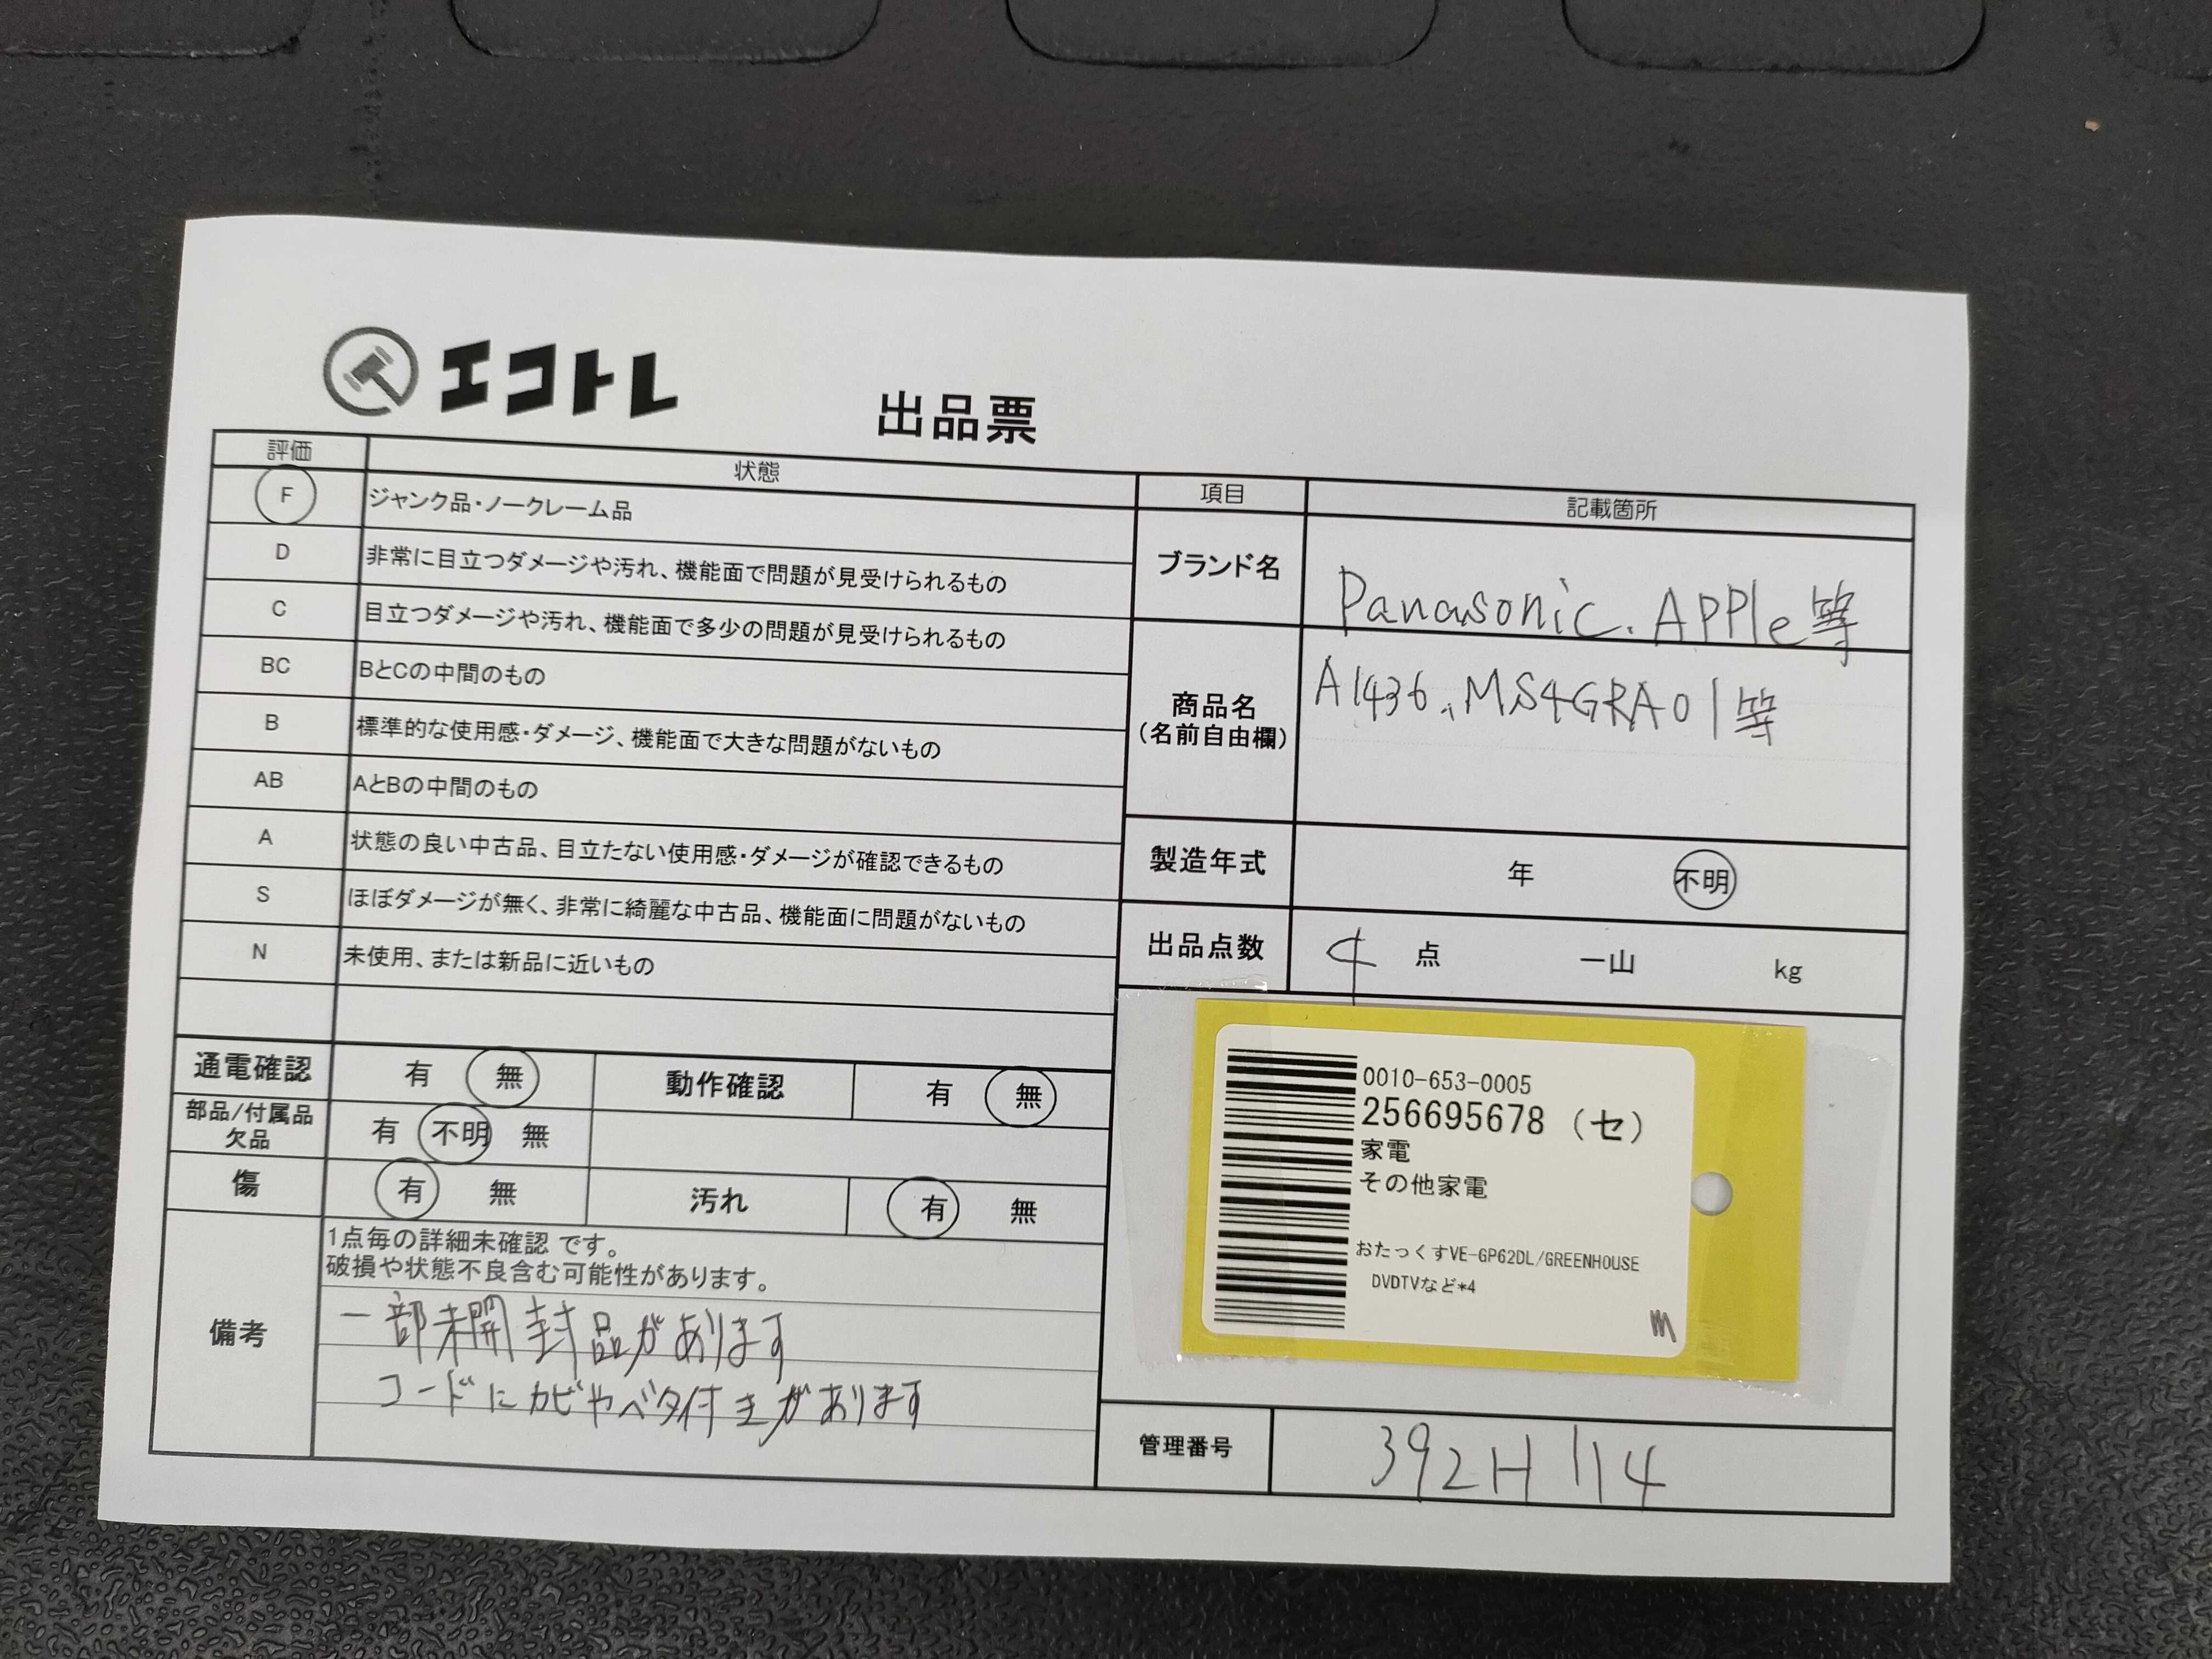 エコトレ
出品票
評価 状態
F ジャンク品・ノークレーム品
D 非常に目立つダメージや汚れ、機能面で問題が見受けられるもの
C 目立つダメージや汚れ、機能面で多少の問題が見受けられるもの
BC BとCの中間のもの
B 標準的な使用感・ダメージ、機能面で大きな問題がないもの
AB AとBの中間のもの
A 状態の良い中古品、目立たない使用感・ダメージが確認できるもの
S ほぼダメージが無く、非常に綺麗な中古品、機能面に問題がないもの
N 未使用、または新品に近いもの
通電確認 有 無 動作確認 有 無
部品/付属品
欠品 有 不明 無
傷 有 無 汚れ 有 無
備考
1点毎の詳細未確認 です。
破損や状態不良含む可能性があります。
一部未開封品があります
コードにカビやベタ付きがあります
項目 記載箇所
ブランド名 Panasonic、Apple等
商品名
(名前自由欄)
A1436、MS4GRA01等
製造年式 年 不明
出品点数 4 点 一山 kg
0010-653-0005
256695678 (セ)
家電
その他家電
おたっくすVE-GP62DL/GREENHOUSE
DVDTVなど*4
管理番号 392H 114